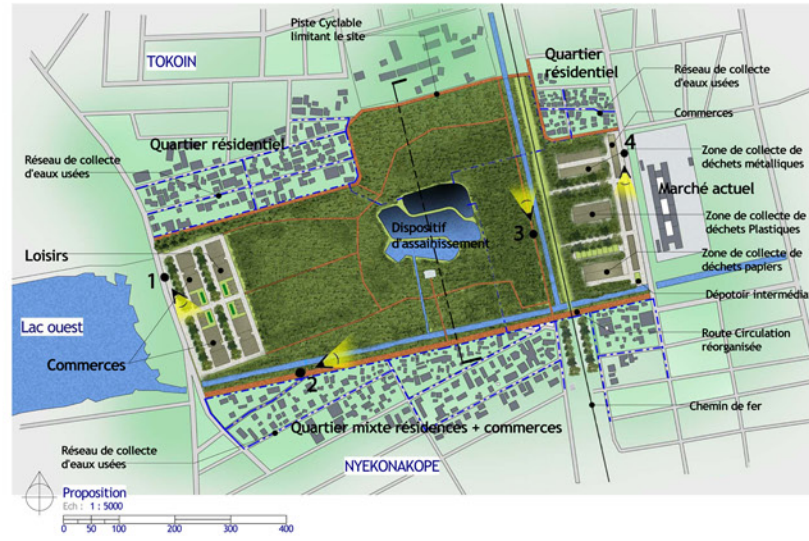 Piste Cyclable
limitant le site
TOKOIN
Quartier
résidentiel
Réseau de collecte
d'eaux usées
Commerces
Quartier résidentiel
Réseau de collecte
d'eaux usées
4
Zone de collecte de
déchets métalliques
Marché actuel
Dispositif
d'assainissement
3
Zone de collecte de
déchets Plastiques
Loisirs
1
Zone de collecte de
déchets papiers
Dépotoir intermédia
Lac ouest
Commerces
Route Circulation
réorganisée
2
Chemin de fer
Quartier mixte résidences + commerces
Réseau de collecte
d'eaux usées
NYEKONAKOPE
Proposition
Ech : 1 : 5000
0 50 100 200 300 400